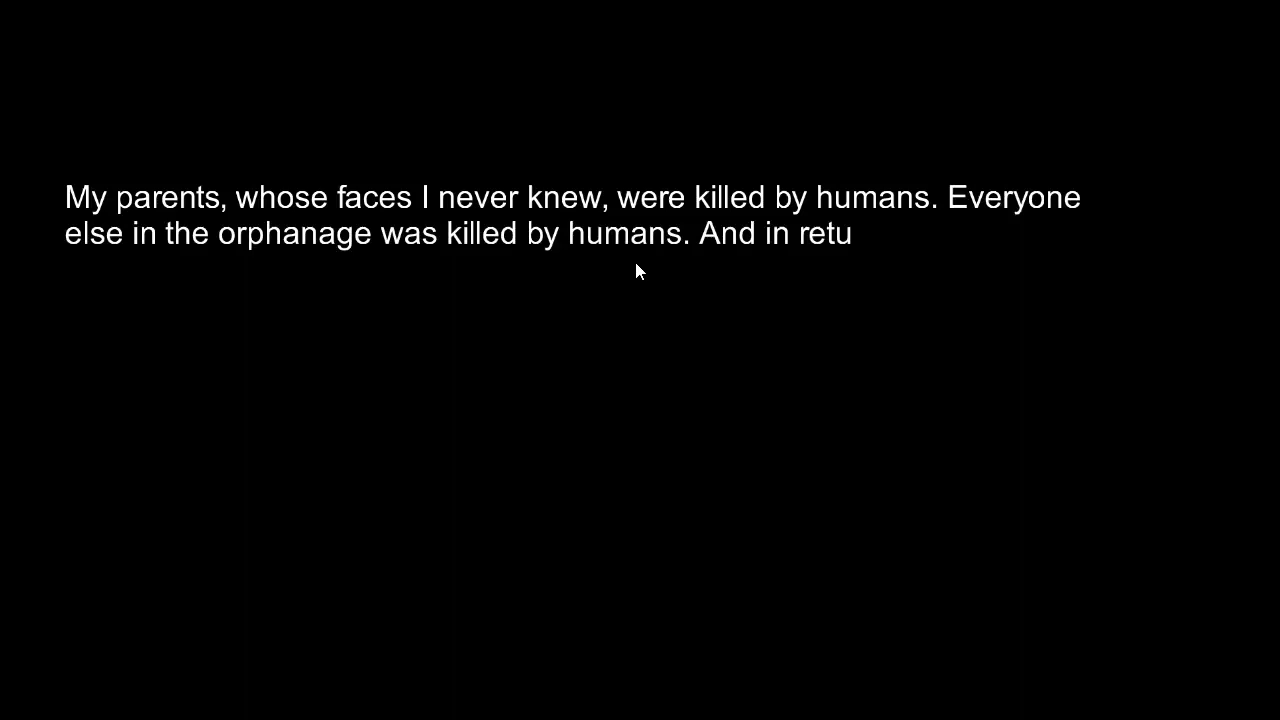 My parents, whose faces I never knew, were killed by humans. Everyone
else in the orphanage was killed by humans. And in retu